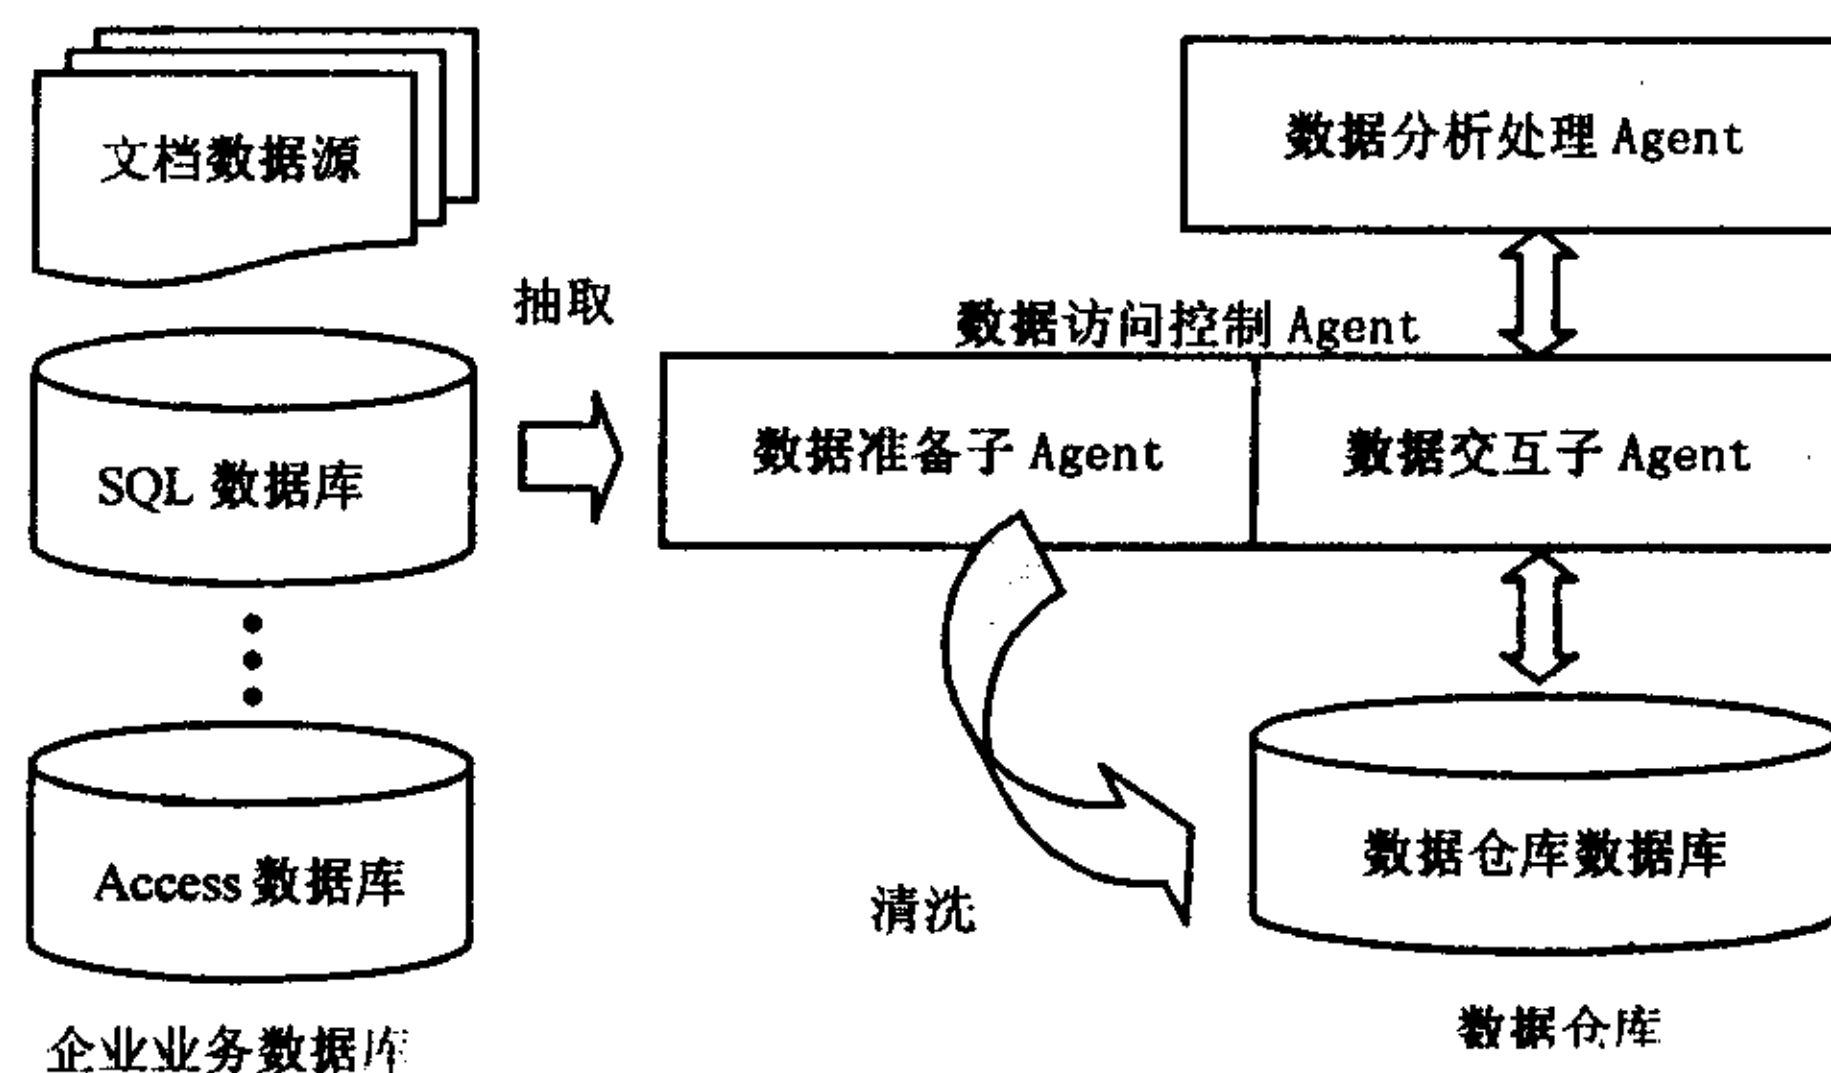 文档数据源
数据分析处理 Agent
抽取
数据访问控制 Agent
数据准备子 Agent
数据交互子 Agent
SQL 数据库
Access 数据库
数据仓库数据库
清洗
企业业务数据库
数据仓库